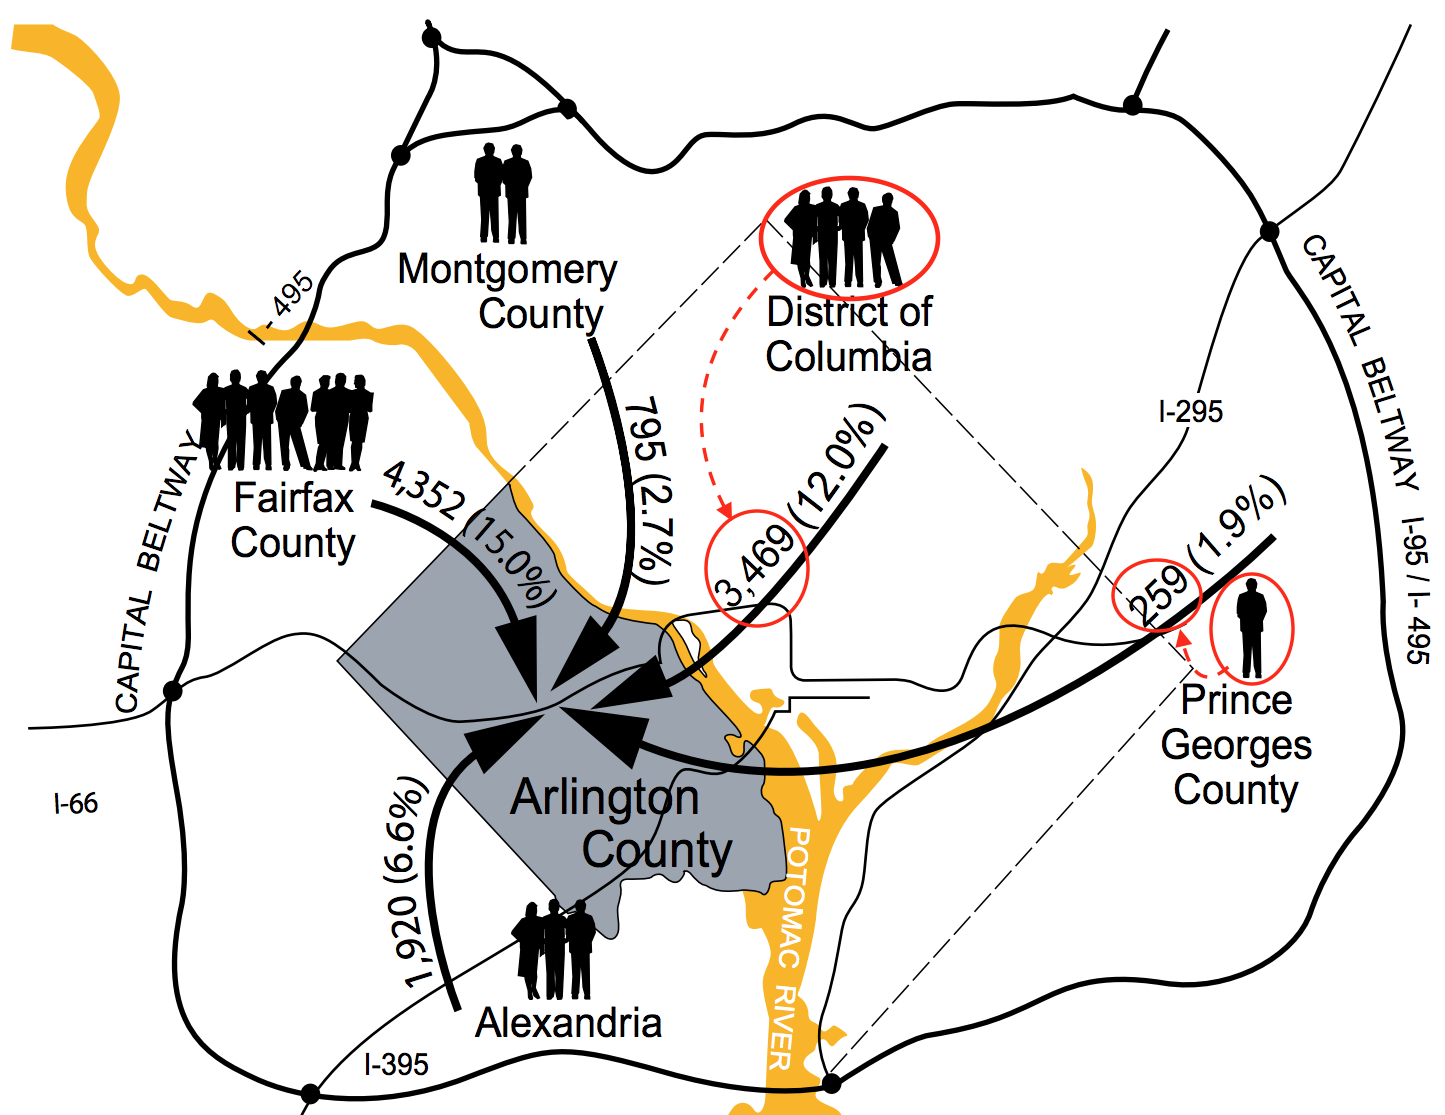 I - 495
Montgomery
County
District of
Columbia
CAPITAL BELTWAY
I-95 / I- 495
I-295
795 (2.7%)
3,469 (12.0%)
259 (1.9%)
Fairfax
County
4,352 (15.0%)
CAPITAL BELTWAY
Prince
Georges
County
I-66
Arlington
County
1,920 (6.6%)
POTOMAC RIVER
Alexandria
I-395